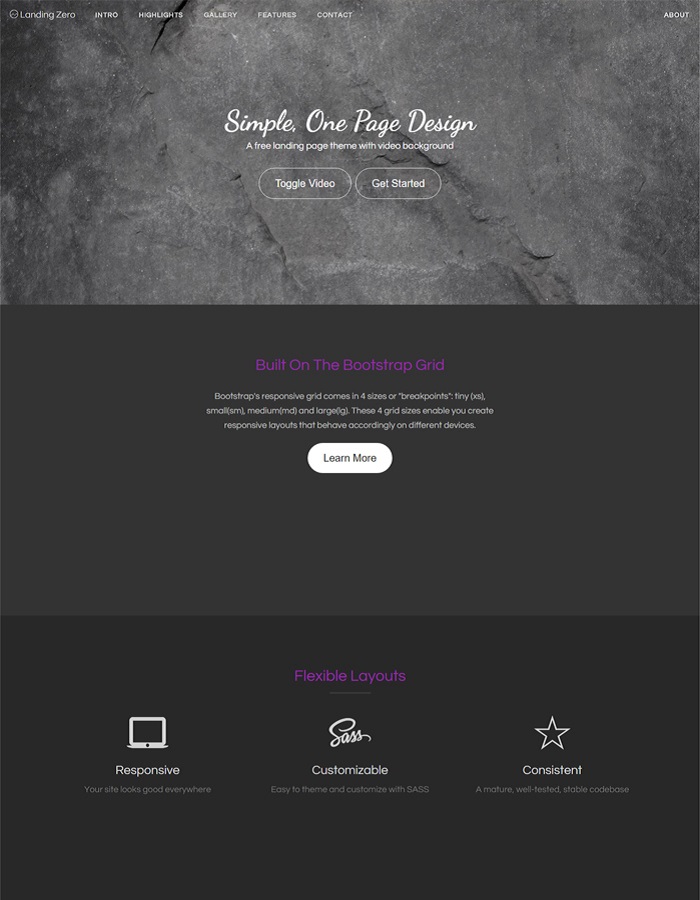 Landing Zero INTRO HIGHLIGHTS GALLERY FEATURES CONTACT ABOUT
Simple, One Page Design
A free landing page theme with video background
Toggle Video Get Started
Built On The Bootstrap Grid
Bootstrap's responsive grid comes in 4 sizes or "breakpoints": tiny (xs),
small(sm), medium(md) and large(lg). These 4 grid sizes enable you create
responsive layouts that behave accordingly on different devices.
Learn More
Flexible Layouts
Sass
Responsive Customizable Consistent
Your site looks good everywhere Easy to theme and customize with SASS A mature, well-tested, stable codebase